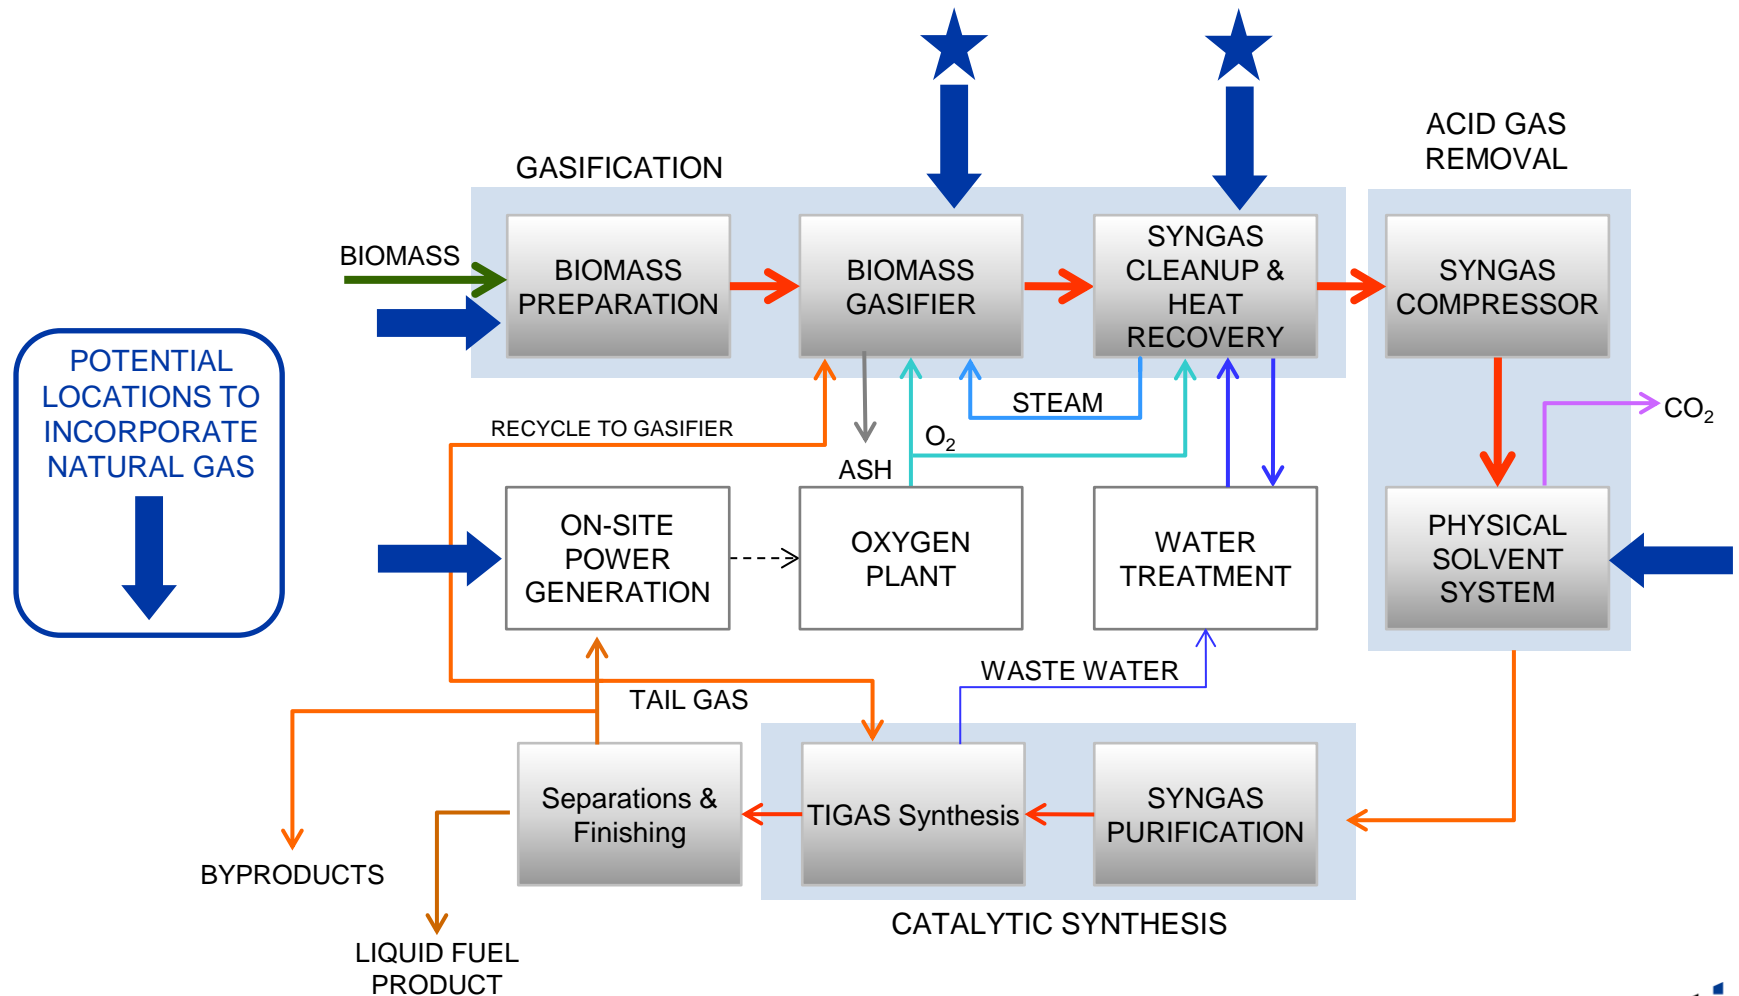 ACID GAS
REMOVAL
GASIFICATION
BIOMASS
BIOMASS
PREPARATION
BIOMASS
GASIFIER
SYNGAS
CLEANUP &
HEAT
RECOVERY
SYNGAS
COMPRESSOR
POTENTIAL
LOCATIONS TO
INCORPORATE
NATURAL GAS
STEAM
CO2
RECYCLE TO GASIFIER
O2
ASH
ON-SITE
POWER
GENERATION
OXYGEN
PLANT
WATER
TREATMENT
PHYSICAL
SOLVENT
SYSTEM
WASTE WATER
TAIL GAS
Separations &
Finishing
TIGAS Synthesis
SYNGAS
PURIFICATION
BYPRODUCTS
CATALYTIC SYNTHESIS
LIQUID FUEL
PRODUCT